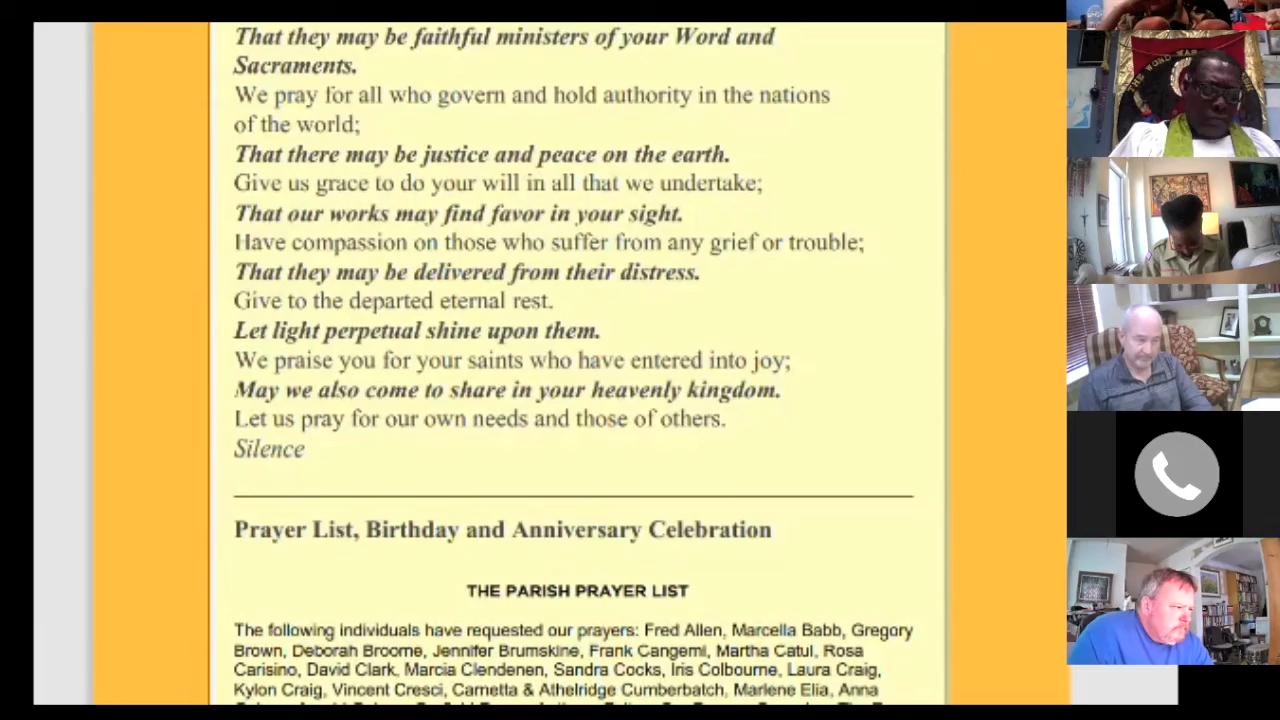 That they may be faithful ministers of your Word and
Sacraments.
We pray for all who govern and hold authority in the nations
of the world;
That there may be justice and peace on the earth.
Give us grace to do your will in all that we undertake;
That our works may find favor in your sight.
Have compassion on those who suffer from any grief or trouble;
That they may be delivered from their distress.
Give to the departed eternal rest.
Let light perpetual shine upon them.
We praise you for your saints who have entered into joy;
May we also come to share in your heavenly kingdom.
Let us pray for our own needs and those of others.
Silence
Prayer List, Birthday and Anniversary Celebration
THE PARISH PRAYER LIST
The following individuals have requested our prayers: Fred Allen, Marcella Babb, Gregory
Brown, Deborah Broome, Jennifer Brumskine, Frank Cangemi, Martha Catul, Rosa
Carisino, David Clark, Marcia Clendenen, Sandra Cocks, Iris Colbourne, Laura Craig,
Kylon Craig, Vincent Cresci, Carnetta & Athelridge Cumberbatch, Marlene Elia, Anna